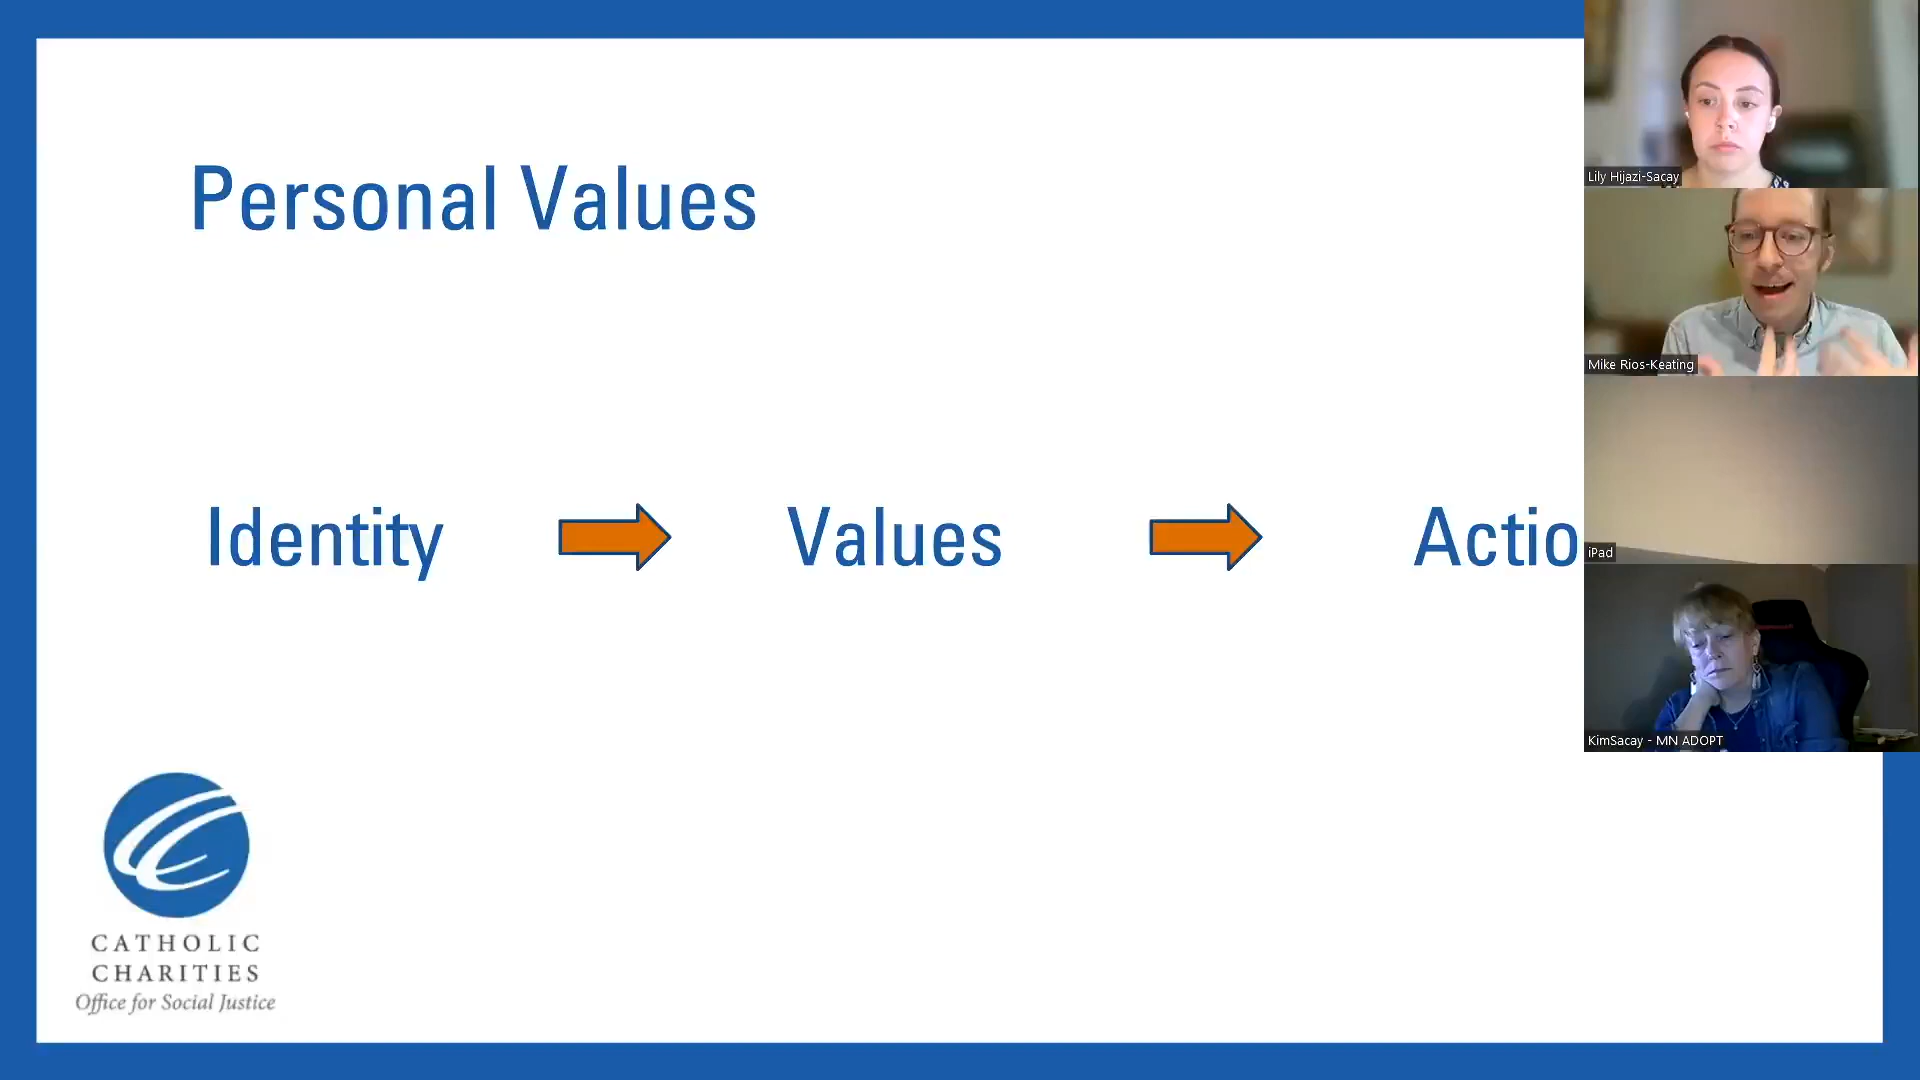 Personal Values
Identity
Values
Actio
CATHOLIC
CHARITIES
Office for Social Justice
Lily Hijazi-Sacay
Mike Rios-Keating
iPad
KimSacay - MN ADOPT